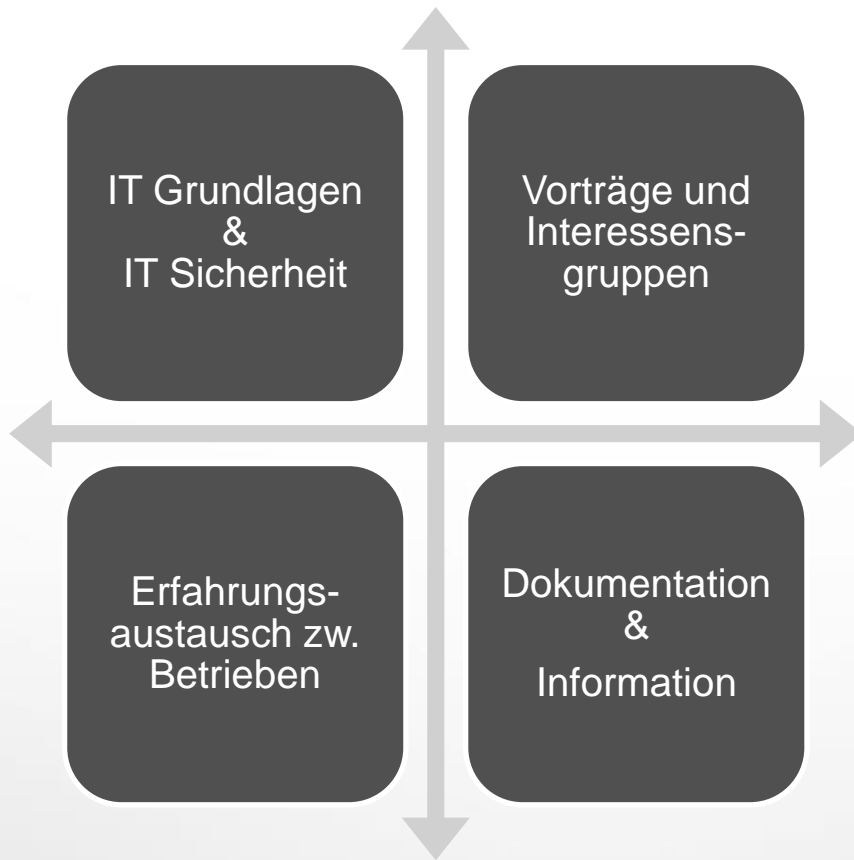 IT Grundlagen
&
IT Sicherheit
Vorträge und
Interessens-
gruppen
Erfahrungs-
austausch zw.
Betrieben
Dokumentation
&
Information